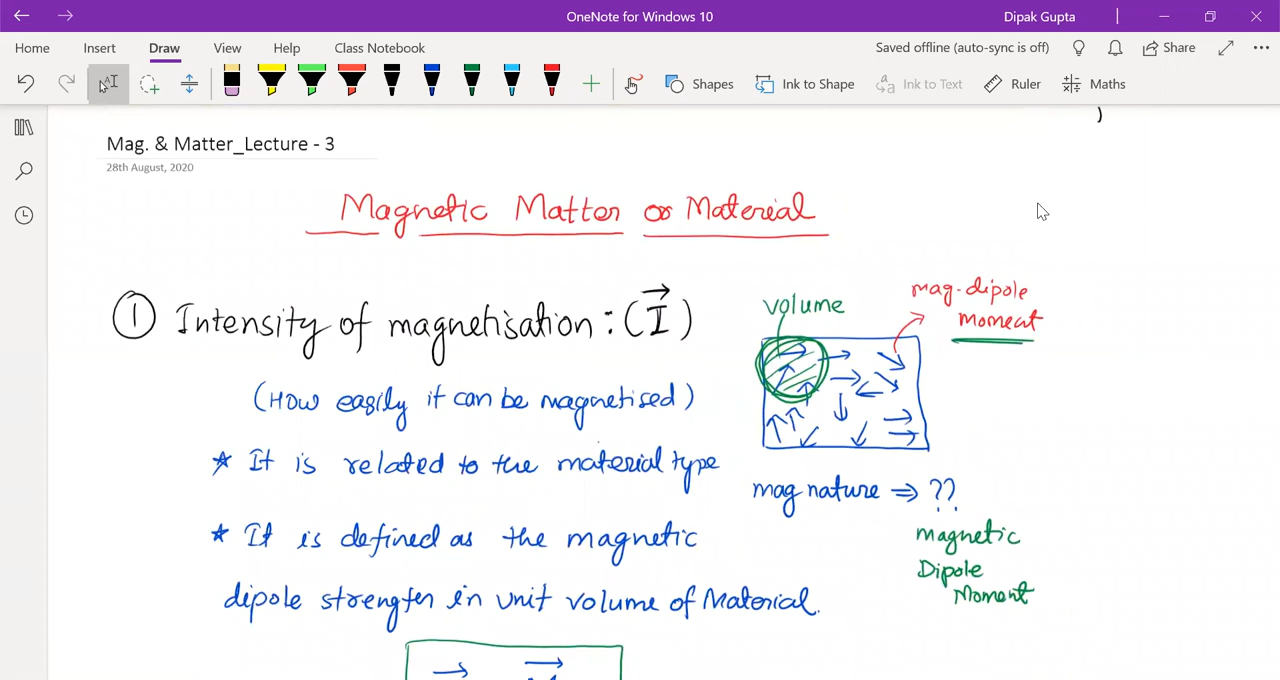 OneNote for Windows 10
Dipak Gupta
Home Insert Draw View Help Class Notebook
Saved offline (auto-sync is off)
Share
Shapes
Ink to Shape
Ink to Text
Ruler
Maths
Mag. & Matter_Lecture - 3
28th August, 2020
Magnetic Matter or Material
① Intensity of magnetisation : (I⃗)
(How easily it can be magnetised)
* It is related to the material type
* It is defined as the magnetic
dipole strength in unit volume of Material.
volume
mag. dipole
moment
mag nature ⇒ ??
magnetic
Dipole
Moment